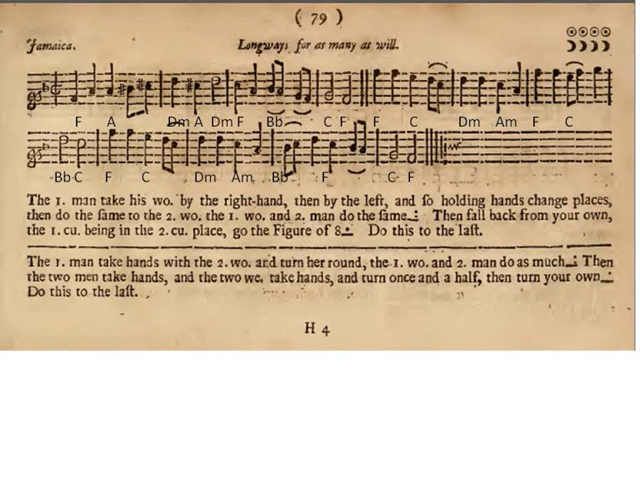 ( 79 )
Jamaica. Longways for as many as will.
F A Dm A Dm F Bb C F F C Dm Am F C
Bb C F C Dm Am Bb F C F
The 1. man take his wo. by the right-hand, then by the left, and ſo holding hands change places,
then do the ſame to the 2. wo. the 1. wo. and 2. man do the ſame.: Then fall back from your own,
the 1. cu. being in the 2. cu. place, go the Figure of 8.: Do this to the laſt.
The 1. man take hands with the 2. wo. and turn her round, the 1. wo. and 2. man do as much.: Then
the two men take hands, and the two we. take hands, and turn once and a half, then turn your own.:
Do this to the laſt.
H 4